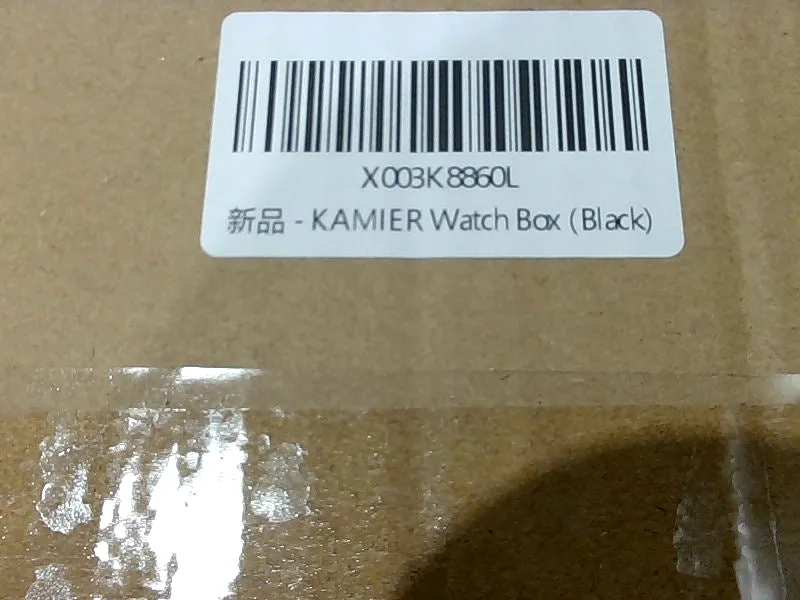 X003K8860L
新品 - KAMIER Watch Box (Black)